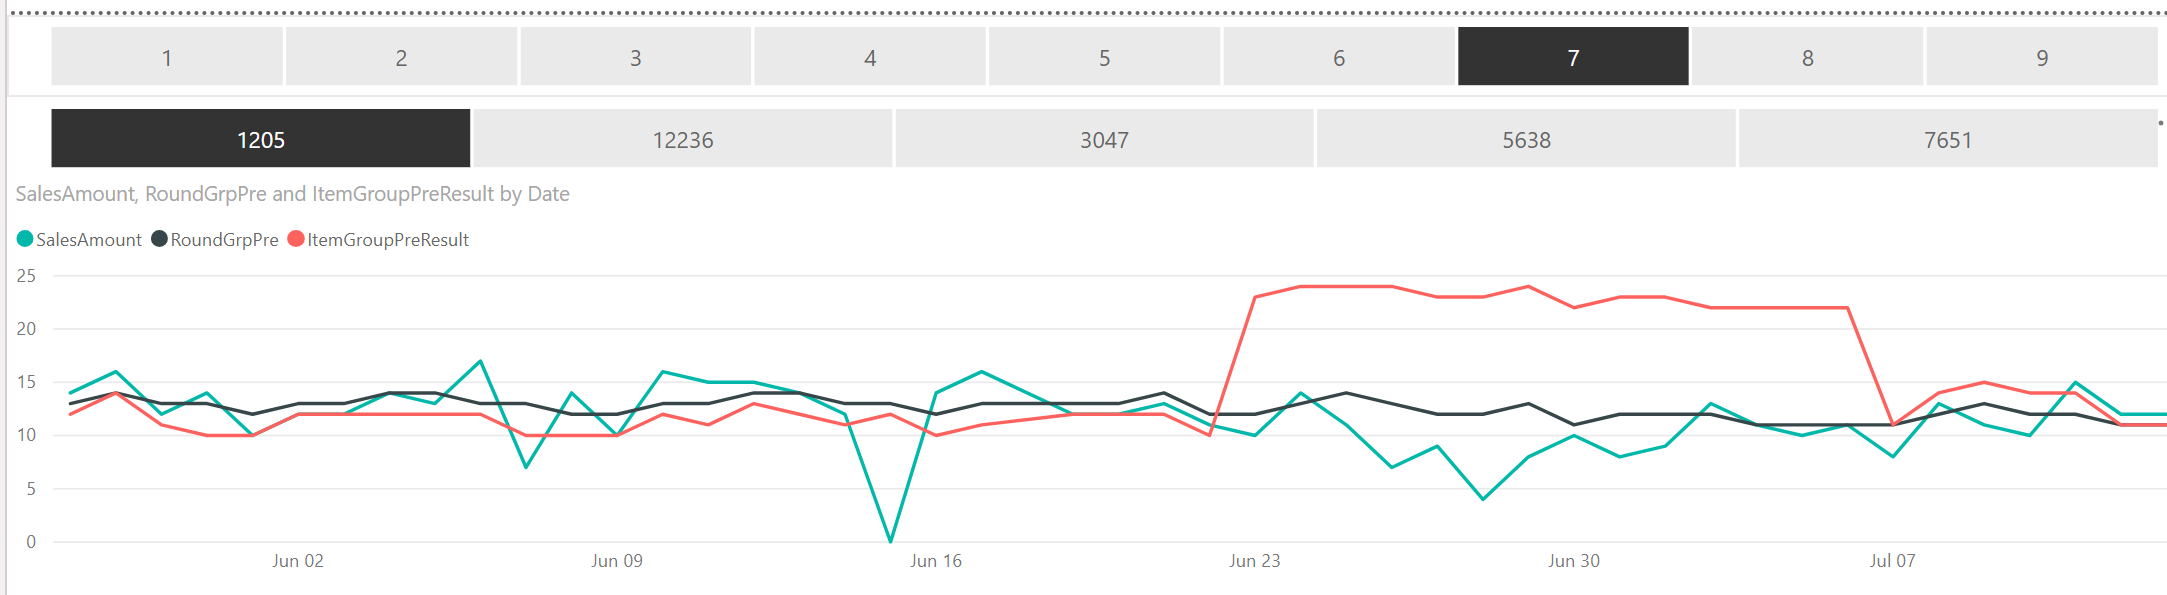 1 2 3 4 5 6 7 8 9
1205 12236 3047 5638 7651
SalesAmount, RoundGrpPre and ItemGroupPreResult by Date
SalesAmount RoundGrpPre ItemGroupPreResult
25
20
15
10
5
0
Jun 02 Jun 09 Jun 16 Jun 23 Jun 30 Jul 07